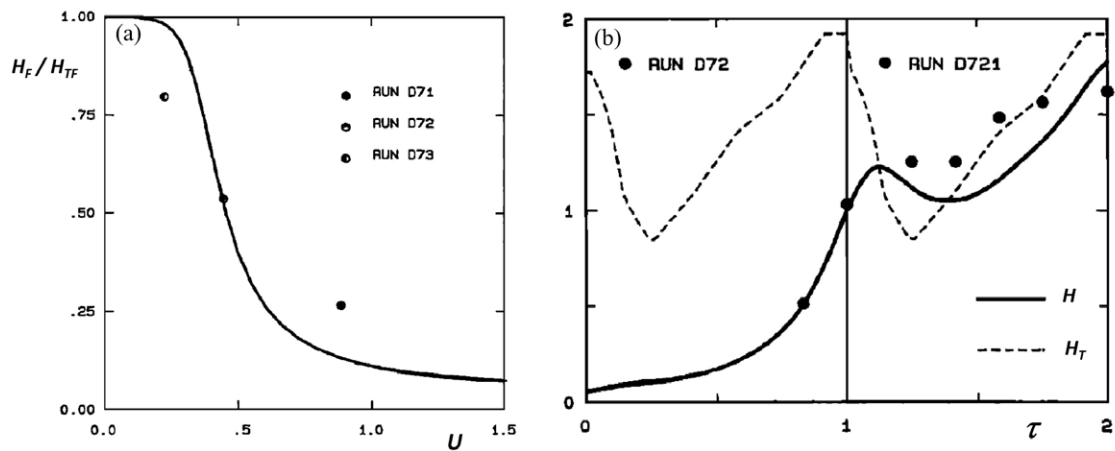 (a)
H_F / H_TF
1.00
.75
.50
.25
0.00
RUN D71
RUN D72
RUN D73
0.0
.5
1.0
1.5
U
(b)
2
1
0
RUN D72
RUN D721
H
H_T
0
1
2
τ